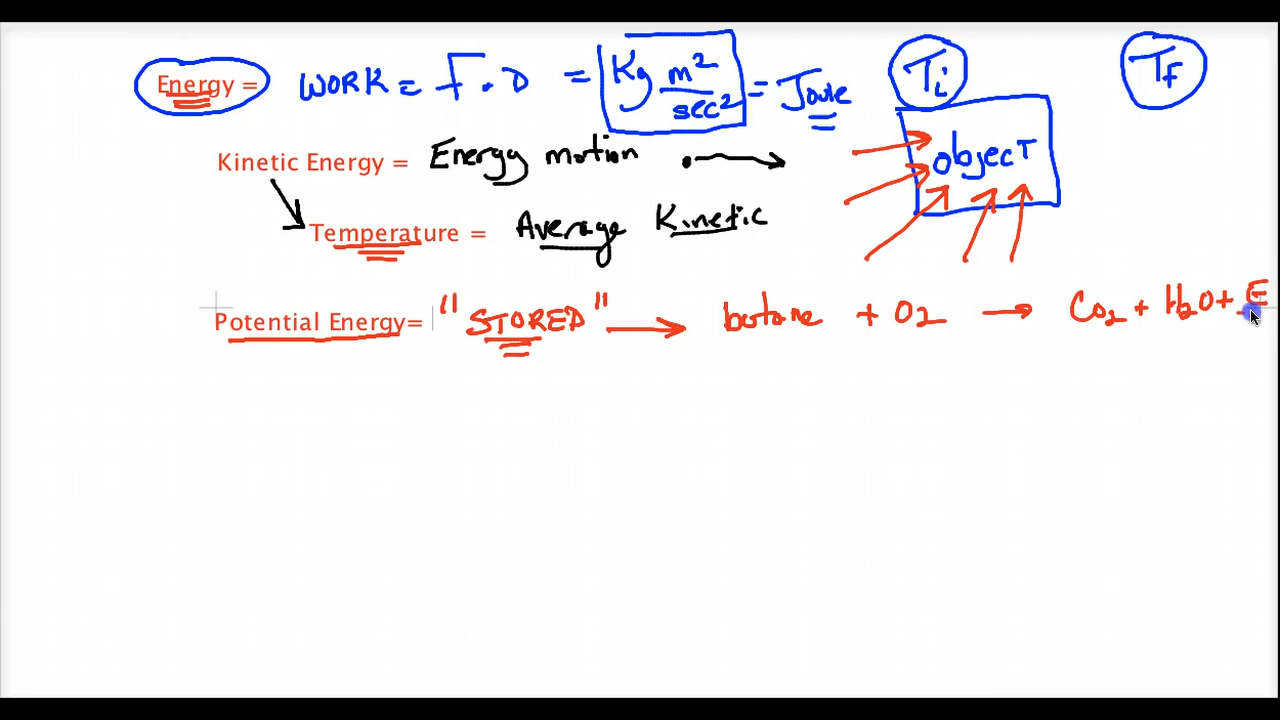 Energy = WORK = F • D = Kg m²/sec² = Joule Ti Tf
Kinetic Energy = Energy motion object
Temperature = Average Kinetic
Potential Energy= "STORED" → butane + O2 → Co2 + H2O + E